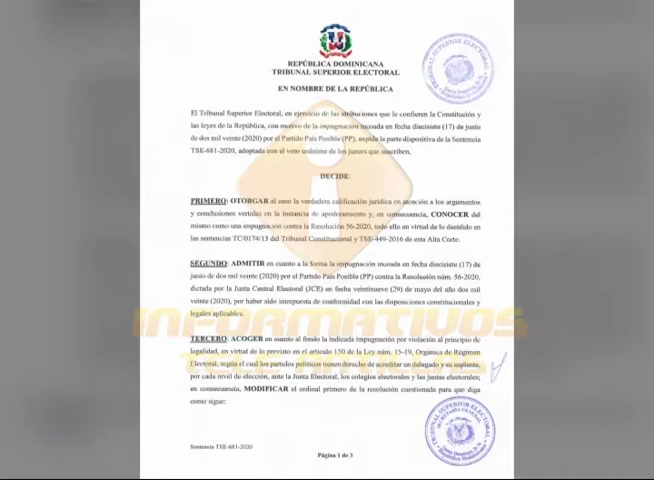 REPÚBLICA DOMINICANA
TRIBUNAL SUPERIOR ELECTORAL
EN NOMBRE DE LA REPÚBLICA
El Tribunal Superior Electoral, en ejercicio de las atribuciones que le confieren la Constitución y
las leyes de la República, con motivo de la impugnación incoada en fecha diecisiete (17) de junio
de dos mil veinte (2020) por el Partido País Posible (PP), expide la parte dispositiva de la Sentencia
TSE-681-2020, adoptada con el voto unánime de los jueces que suscriben,
DECIDE:
PRIMERO: OTORGAR al caso la verdadera calificación jurídica en atención a los argumentos
y conclusiones vertidas en la instancia de apoderamiento y, en consecuencia, CONOCER del
mismo como una impugnación contra la Resolución 56-2020, todo ello en virtud de lo decidido en
las sentencias TC/0174/13 del Tribunal Constitucional y TSE-449-2016 de esta Alta Corte.
SEGUNDO: ADMITIR en cuanto a la forma la impugnación incoada en fecha diecisiete (17) de
junio de dos mil veinte (2020) por el Partido País Posible (PP) contra la Resolución núm. 56-2020,
dictada por la Junta Central Electoral (JCE) en fecha veintinueve (29) de mayo del año dos mil
veinte (2020), por haber sido interpuesta de conformidad con las disposiciones constitucionales y
legales aplicables.
INFORMATIVOS
TERCERO: ACOGER en cuanto al fondo la indicada impugnación por violación al principio de
legalidad, en virtud de lo previsto en el artículo 150 de la Ley núm. 15-19, Orgánica de Régimen
Electoral, según el cual los partidos políticos tienen derecho de acreditar un delegado y su suplente,
por cada nivel de elección, ante la Junta Electoral, los colegios electorales y las juntas electorales;
en consecuencia, MODIFICAR el ordinal primero de la resolución cuestionada para que diga
como sigue:
Sentencia TSE-681-2020
Página 1 de 3
TRIBUNAL SUPERIOR ELECTORAL
TRIBUNAL SUPERIOR ELECTORAL
SECRETARÍA GENERAL